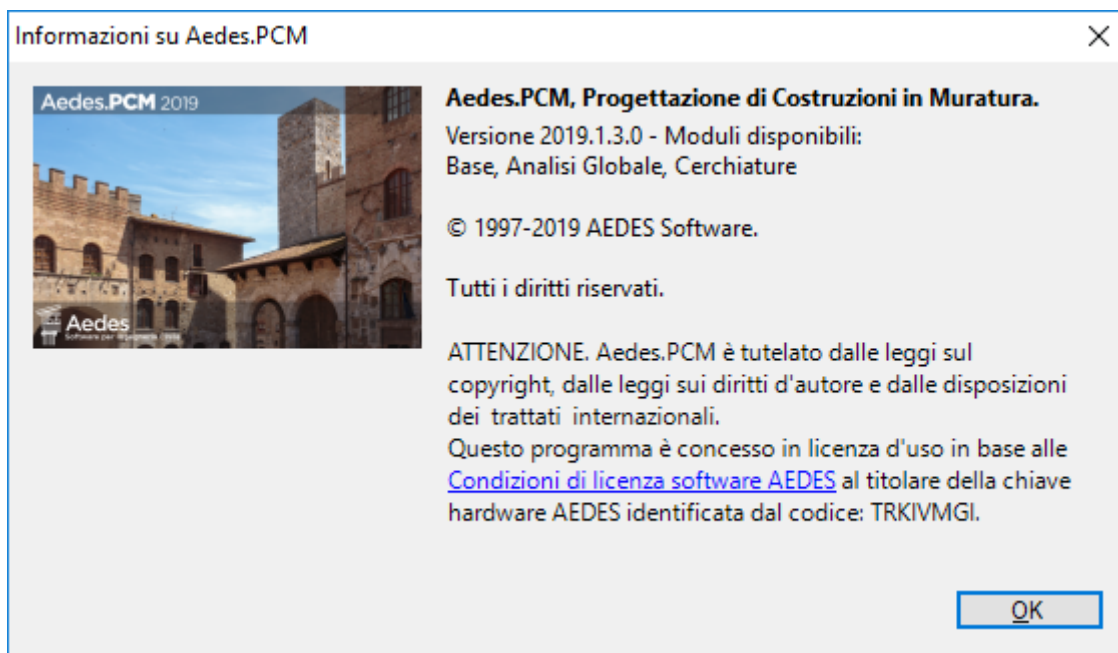 Informazioni su Aedes.PCM
Aedes.PCM 2019
Aedes
Software per Ingegneria Civile
Aedes.PCM, Progettazione di Costruzioni in Muratura.
Versione 2019.1.3.0 - Moduli disponibili:
Base, Analisi Globale, Cerchiature
© 1997-2019 AEDES Software.
Tutti i diritti riservati.
ATTENZIONE. Aedes.PCM è tutelato dalle leggi sul
copyright, dalle leggi sui diritti d'autore e dalle disposizioni
dei trattati internazionali.
Questo programma è concesso in licenza d'uso in base alle
Condizioni di licenza software AEDES al titolare della chiave
hardware AEDES identificata dal codice: TRKIVMGI.
OK